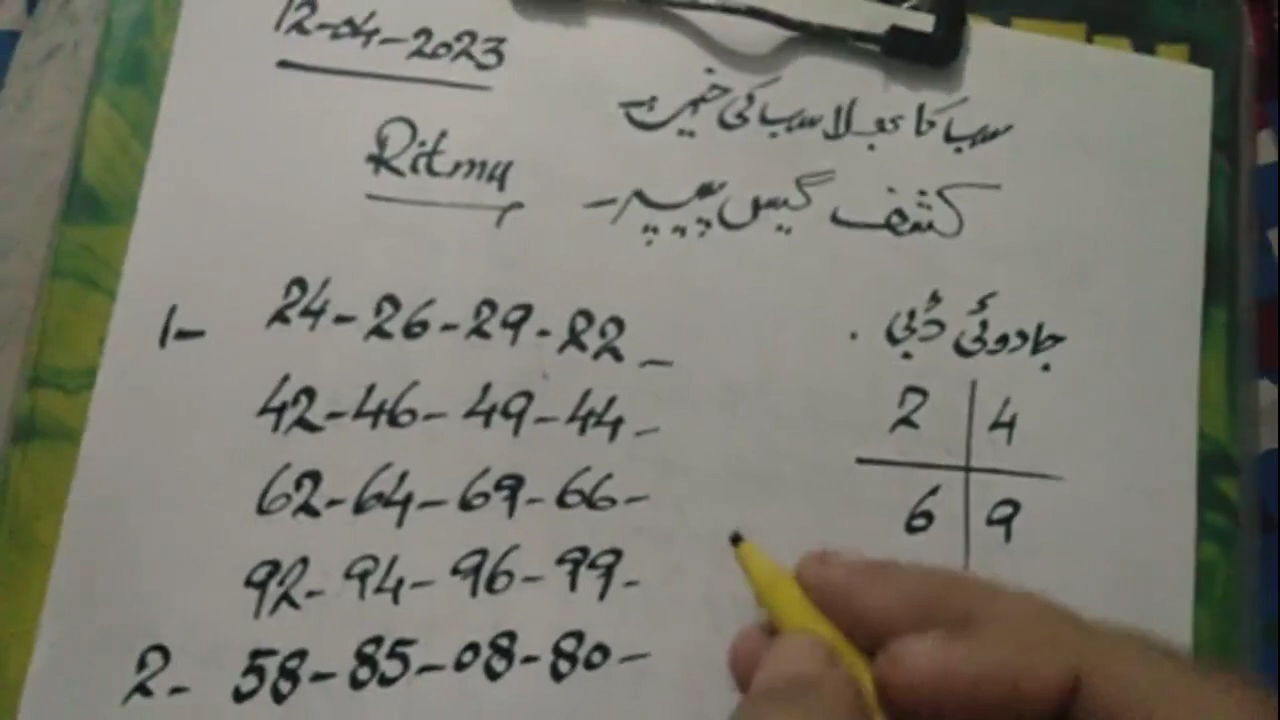 12-04-2023
سب کا بھلا سب کی خیر
Ritmu
کشف گیس پیپر -
جادوئی ڈبی
1- 24-26-29-22-
42-46-49-44-
62-64-69-66-
92-94-96-99-
2- 58-85-08-80-
2 4
6 9